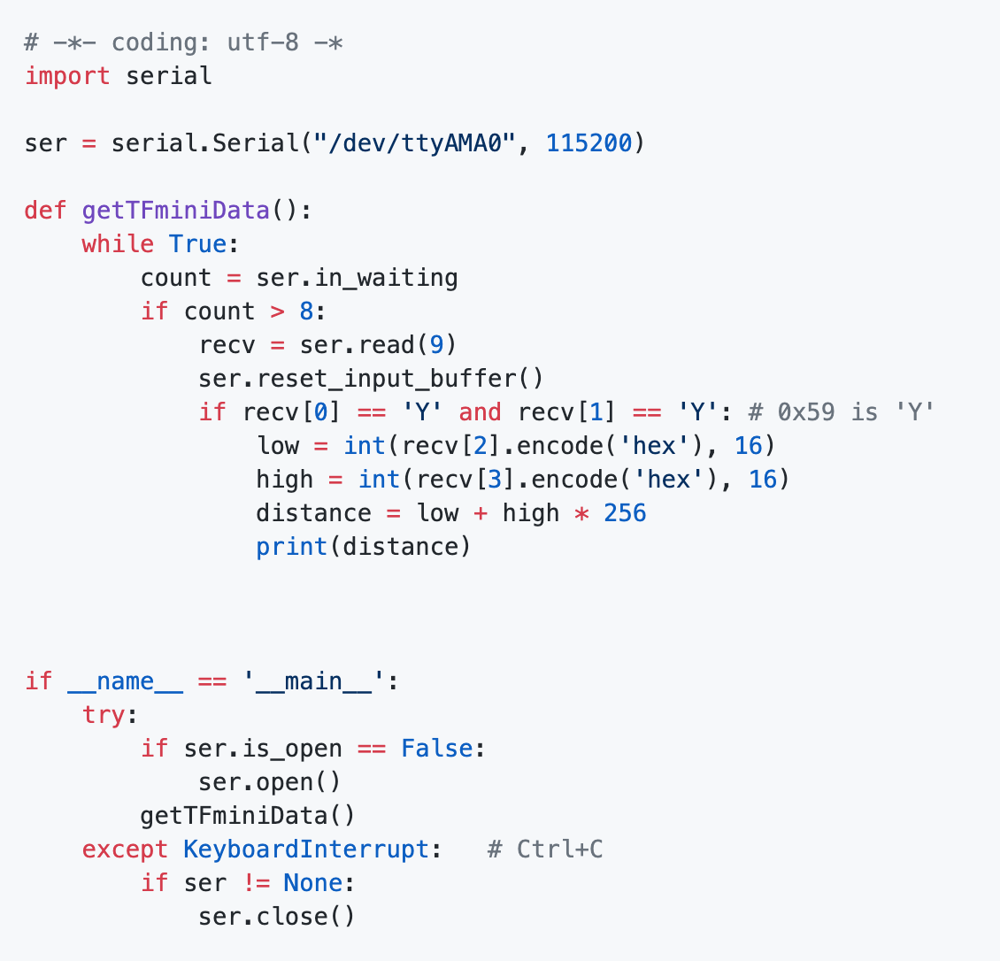 # -*- coding: utf-8 -*
import serial

ser = serial.Serial("/dev/ttyAMA0", 115200)

def getTFminiData():
    while True:
        count = ser.in_waiting
        if count > 8:
            recv = ser.read(9)
            ser.reset_input_buffer()
            if recv[0] == 'Y' and recv[1] == 'Y': # 0x59 is 'Y'
                low = int(recv[2].encode('hex'), 16)
                high = int(recv[3].encode('hex'), 16)
                distance = low + high * 256
                print(distance)



if __name__ == '__main__':
    try:
        if ser.is_open == False:
            ser.open()
        getTFminiData()
    except KeyboardInterrupt:   # Ctrl+C
        if ser != None:
            ser.close()